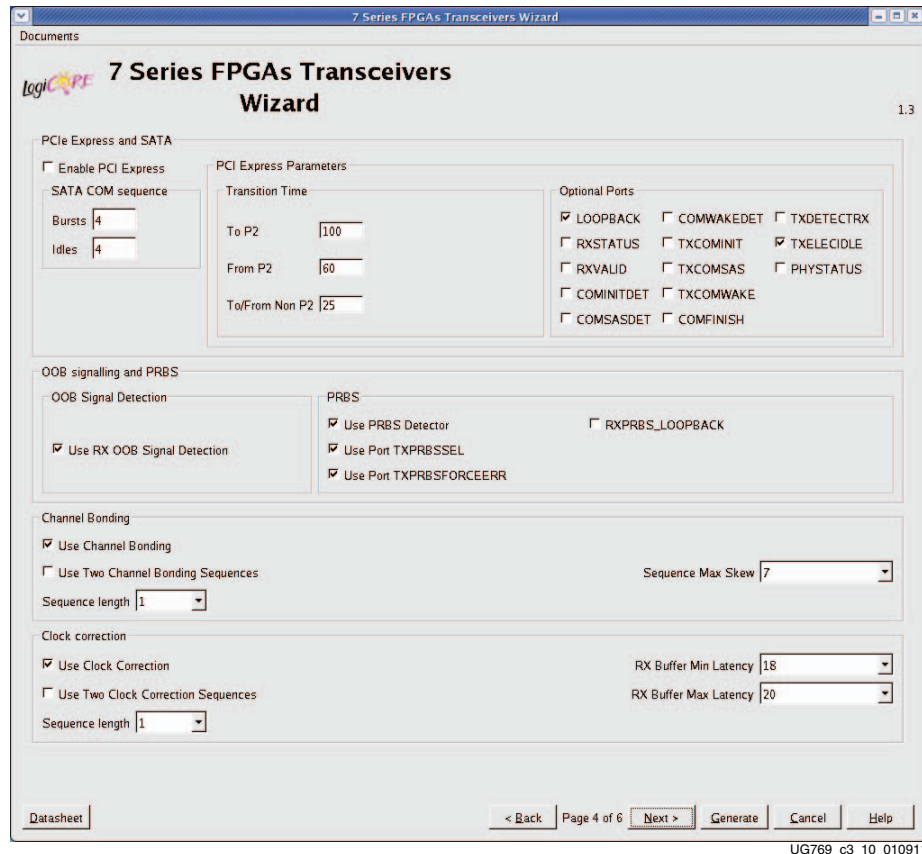 7 Series FPGAs Transceivers Wizard
Documents
logiCORE
7 Series FPGAs Transceivers
Wizard
1.3
PCIe Express and SATA
Enable PCI Express
SATA COM sequence
Bursts 4
Idles 4
PCI Express Parameters
Transition Time
To P2 100
From P2 60
To/From Non P2 25
Optional Ports
LOOPBACK COMWAKEDET TXDETECTRX
RXSTATUS TXCOMINIT TXELECIDLE
RXVALID TXCOMSAS PHYSTATUS
COMINITDET TXCOMWAKE
COMSASDET COMFINISH
OOB signalling and PRBS
OOB Signal Detection
Use RX OOB Signal Detection
PRBS
Use PRBS Detector RXPRBS_LOOPBACK
Use Port TXPRBSSEL
Use Port TXPRBSFORCEERR
Channel Bonding
Use Channel Bonding
Use Two Channel Bonding Sequences Sequence Max Skew 7
Sequence length 1
Clock correction
Use Clock Correction RX Buffer Min Latency 18
Use Two Clock Correction Sequences RX Buffer Max Latency 20
Sequence length 1
Datasheet < Back Page 4 of 6 Next > Generate Cancel Help
UG769_c3_10_01091